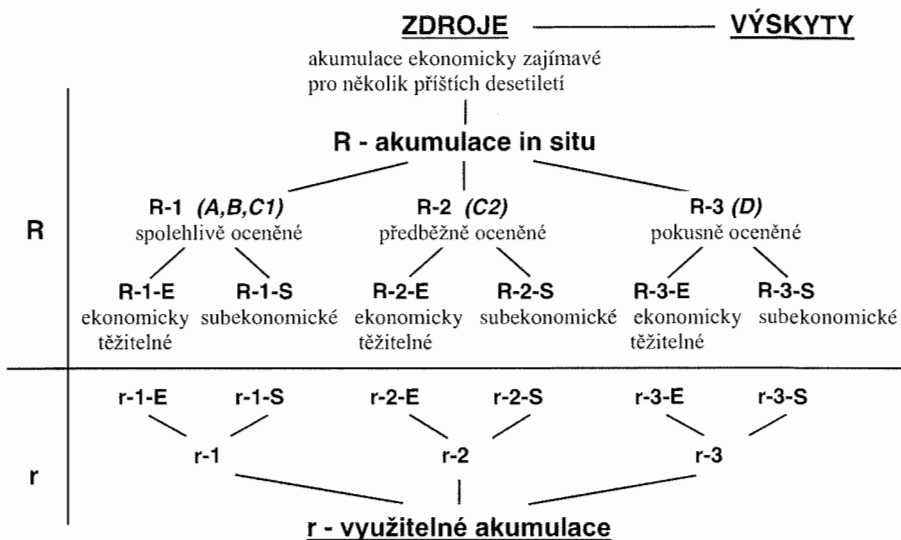 ZDROJE VÝSKYTY
akumulace ekonomicky zajímavé
pro několik příštích desetiletí
R - akumulace in situ
R-1 (A,B,C1) R-2 (C2) R-3 (D)
R spolehlivě oceněné předběžně oceněné pokusně oceněné
R-1-E R-1-S R-2-E R-2-S R-3-E R-3-S
ekonomicky subekonomické ekonomicky subekonomické ekonomicky subekonomické
těžitelné těžitelné těžitelné
r-1-E r-1-S r-2-E r-2-S r-3-E r-3-S
r-1 r-2 r-3
r
r - využitelné akumulace